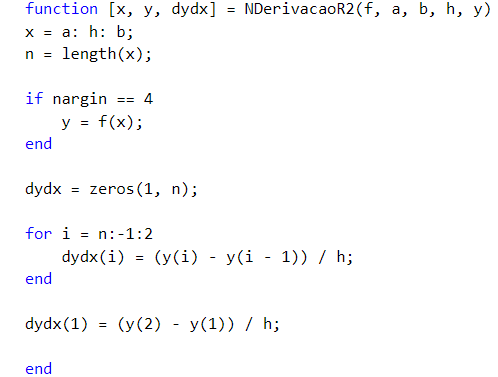 function [x, y, dydx] = NDerivacaoR2(f, a, b, h, y)
x = a: h: b;
n = length(x);
if nargin == 4
y = f(x);
end
dydx = zeros(1, n);
for i = n:-1:2
dydx(i) = (y(i) - y(i - 1)) / h;
end
dydx(1) = (y(2) - y(1)) / h;
end